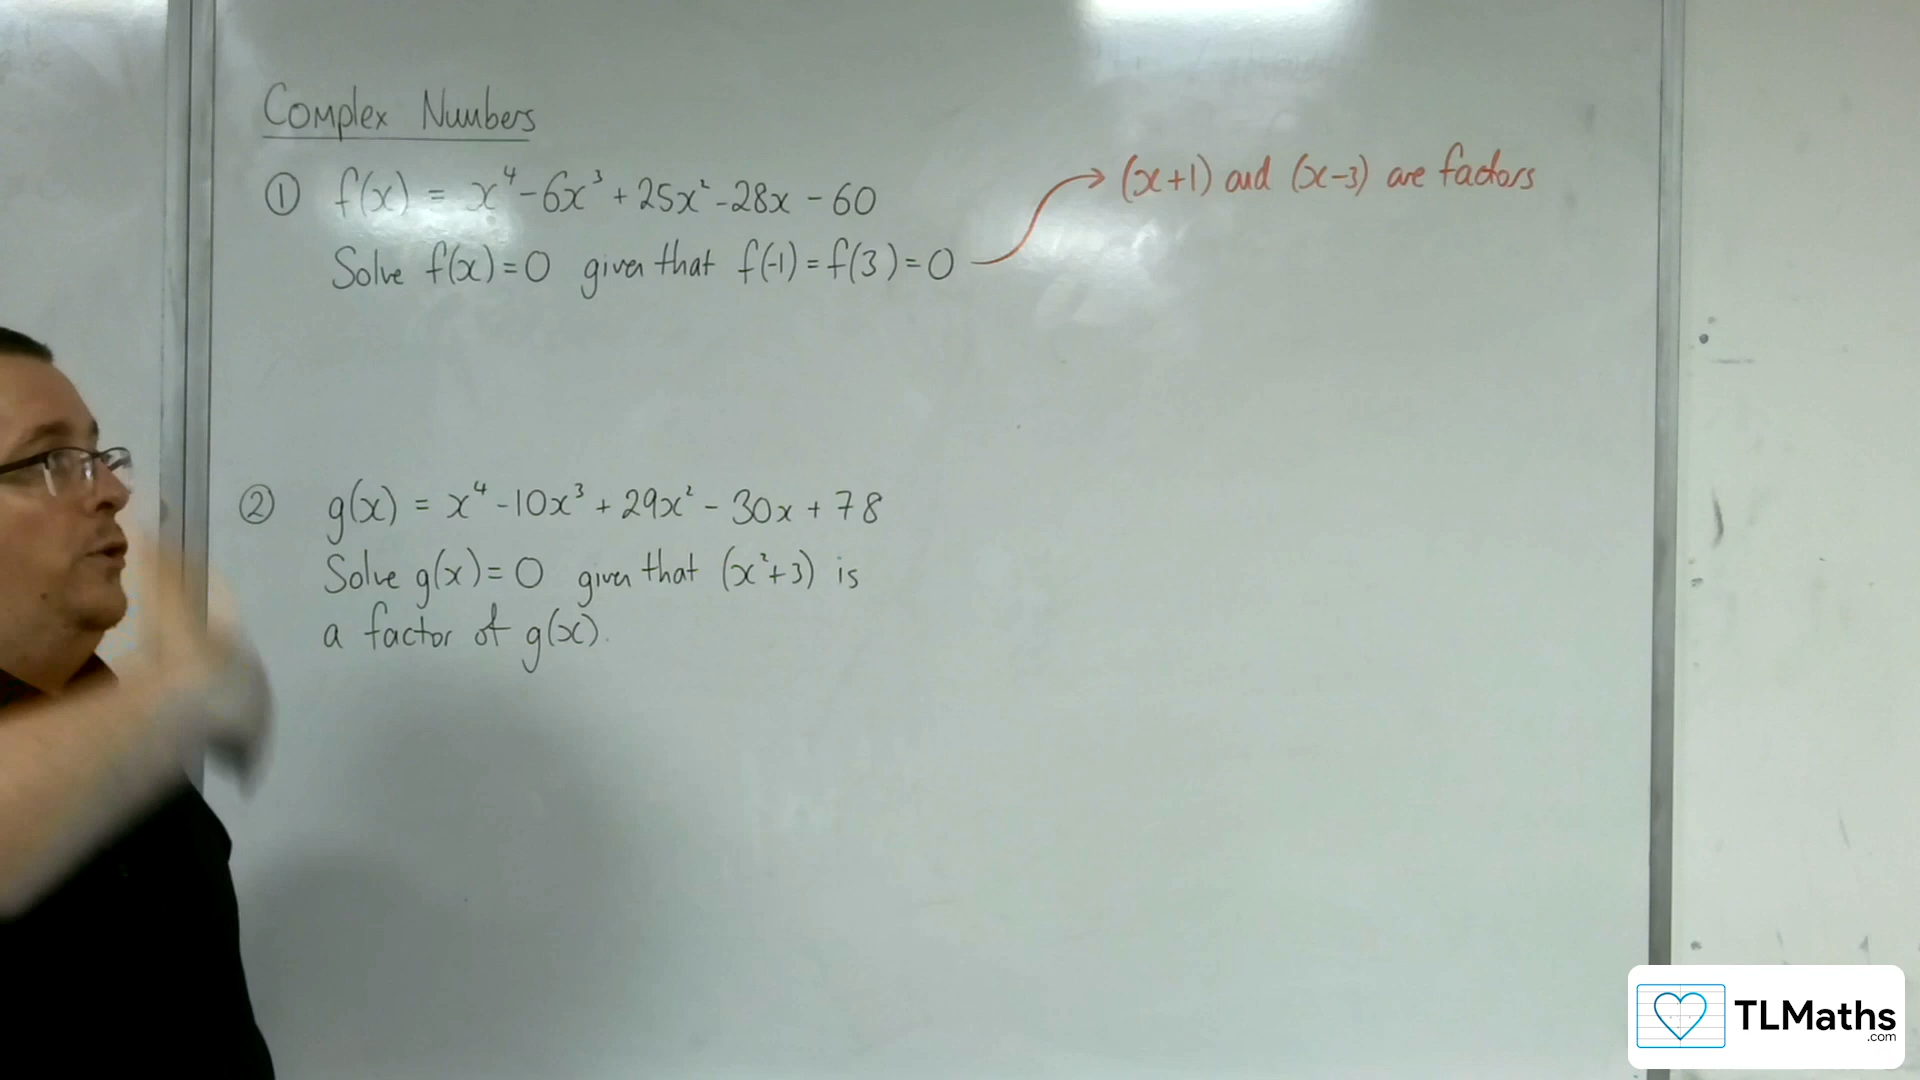 Complex Numbers
① f(x) = x⁴ - 6x³ + 25x² - 28x - 60
Solve f(x) = 0 given that f(-1) = f(3) = 0
(x+1) and (x-3) are factors
② g(x) = x⁴ - 10x³ + 29x² - 30x + 78
Solve g(x) = 0 given that (x²+3) is
a factor of g(x).
TLMaths
.com